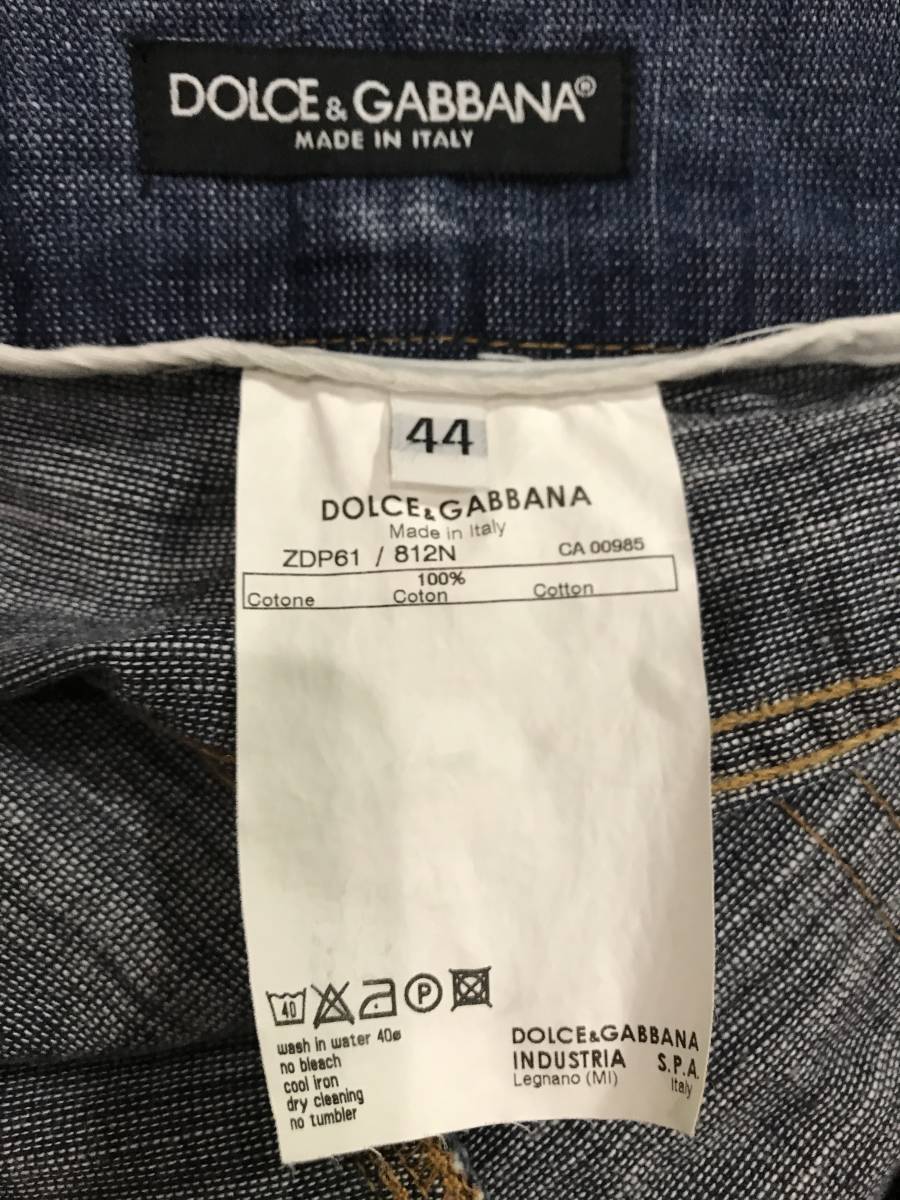 DOLCE & GABBANA®
MADE IN ITALY
44
DOLCE & GABBANA
Made in Italy
ZDP61 / 812N CA 00985
100%
Cotone Coton Cotton
40 P
wash in water 40ø
no bleach
cool iron
dry cleaning
no tumbler
DOLCE&GABBANA
INDUSTRIA S.P.A.
Legnano (MI) Italy